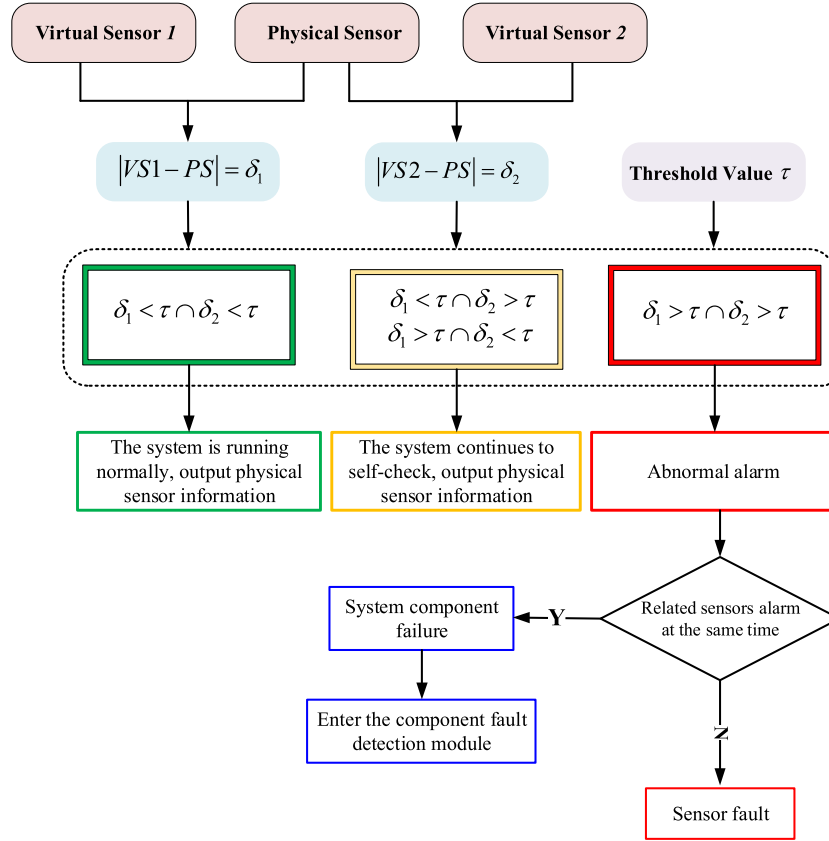 Virtual Sensor 1
Physical Sensor
Virtual Sensor 2
|VS1−PS| = δ₁
|VS2−PS| = δ₂
Threshold Value τ
δ₁ < τ ∩ δ₂ < τ
δ₁ < τ ∩ δ₂ > τ
δ₁ > τ ∩ δ₂ < τ
δ₁ > τ ∩ δ₂ > τ
The system is running
normally, output physical
sensor information
The system continues to
self-check, output physical
sensor information
Abnormal alarm
Related sensors alarm
at the same time
Y
System component
failure
Enter the component fault
detection module
N
Sensor fault